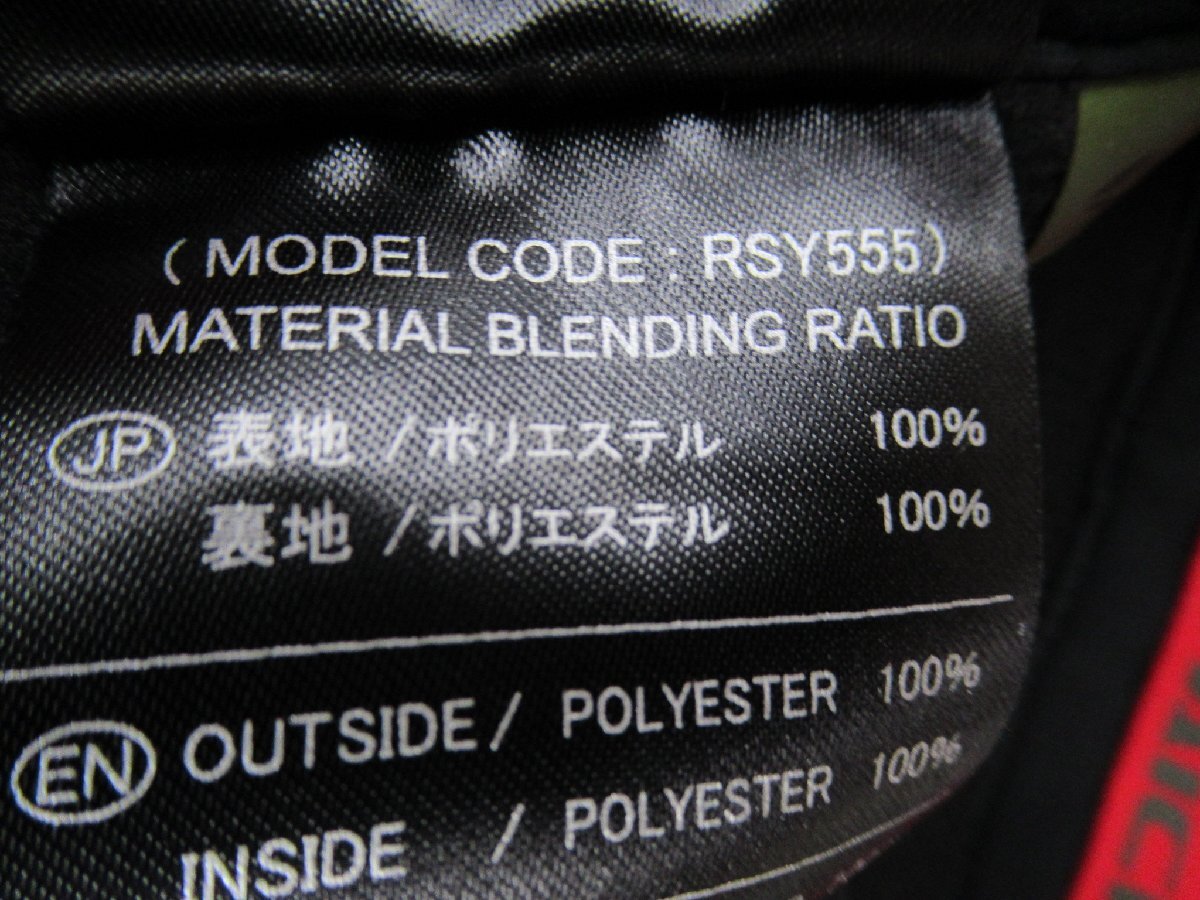 ( MODEL CODE : RSY555)
MATERIAL BLENDING RATIO
JP 表地 /ポリエステル 100%
裏地 /ポリエステル 100%
EN OUTSIDE / POLYESTER 100%
INSIDE / POLYESTER 100%